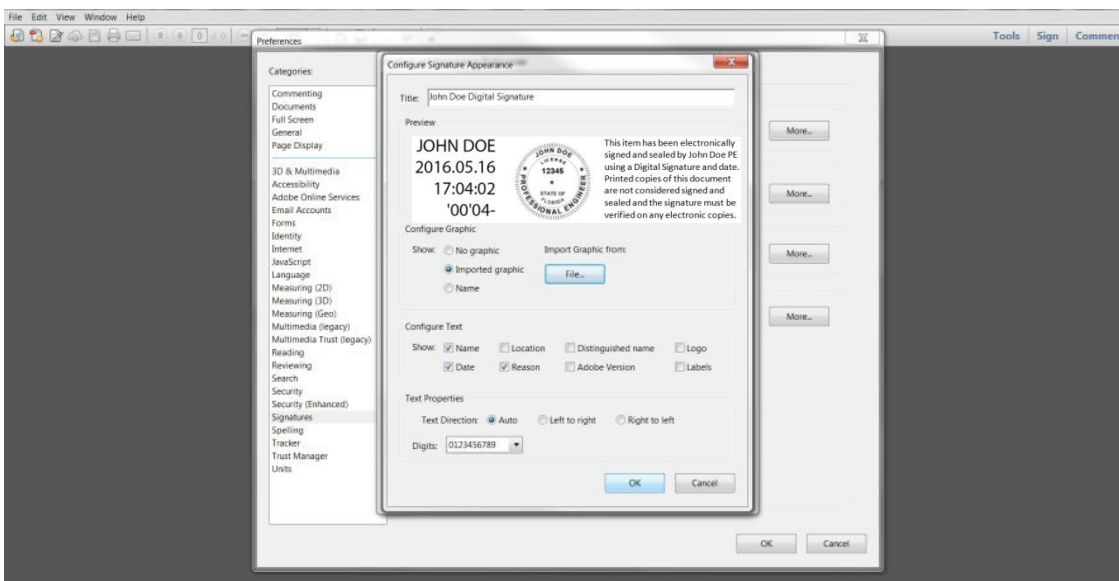 File Edit View Window Help
0 / 0
Tools Sign Commen
Preferences
Categories:
Commenting
Documents
Full Screen
General
Page Display
3D & Multimedia
Accessibility
Adobe Online Services
Email Accounts
Forms
Identity
Internet
JavaScript
Language
Measuring (2D)
Measuring (3D)
Measuring (Geo)
Multimedia (legacy)
Multimedia Trust (legacy)
Reading
Reviewing
Search
Security
Security (Enhanced)
Signatures
Spelling
Tracker
Trust Manager
Units
Configure Signature Appearance
Title: John Doe Digital Signature
Preview
JOHN DOE
2016.05.16
17:04:02
'00'04-
JOHN DOE
LICENSE
12345
STATE OF
FLORIDA
PROFESSIONAL ENGINEER
This item has been electronically
signed and sealed by John Doe PE
using a Digital Signature and date.
Printed copies of this document
are not considered signed and
sealed and the signature must be
verified on any electronic copies.
Configure Graphic
Show: No graphic Import Graphic from:
Imported graphic File...
Name
Configure Text
Show: Name Location Distinguished name Logo
Date Reason Adobe Version Labels
Text Properties
Text Direction: Auto Left to right Right to left
Digits: 0123456789
OK Cancel
More...
More...
More...
More...
OK Cancel